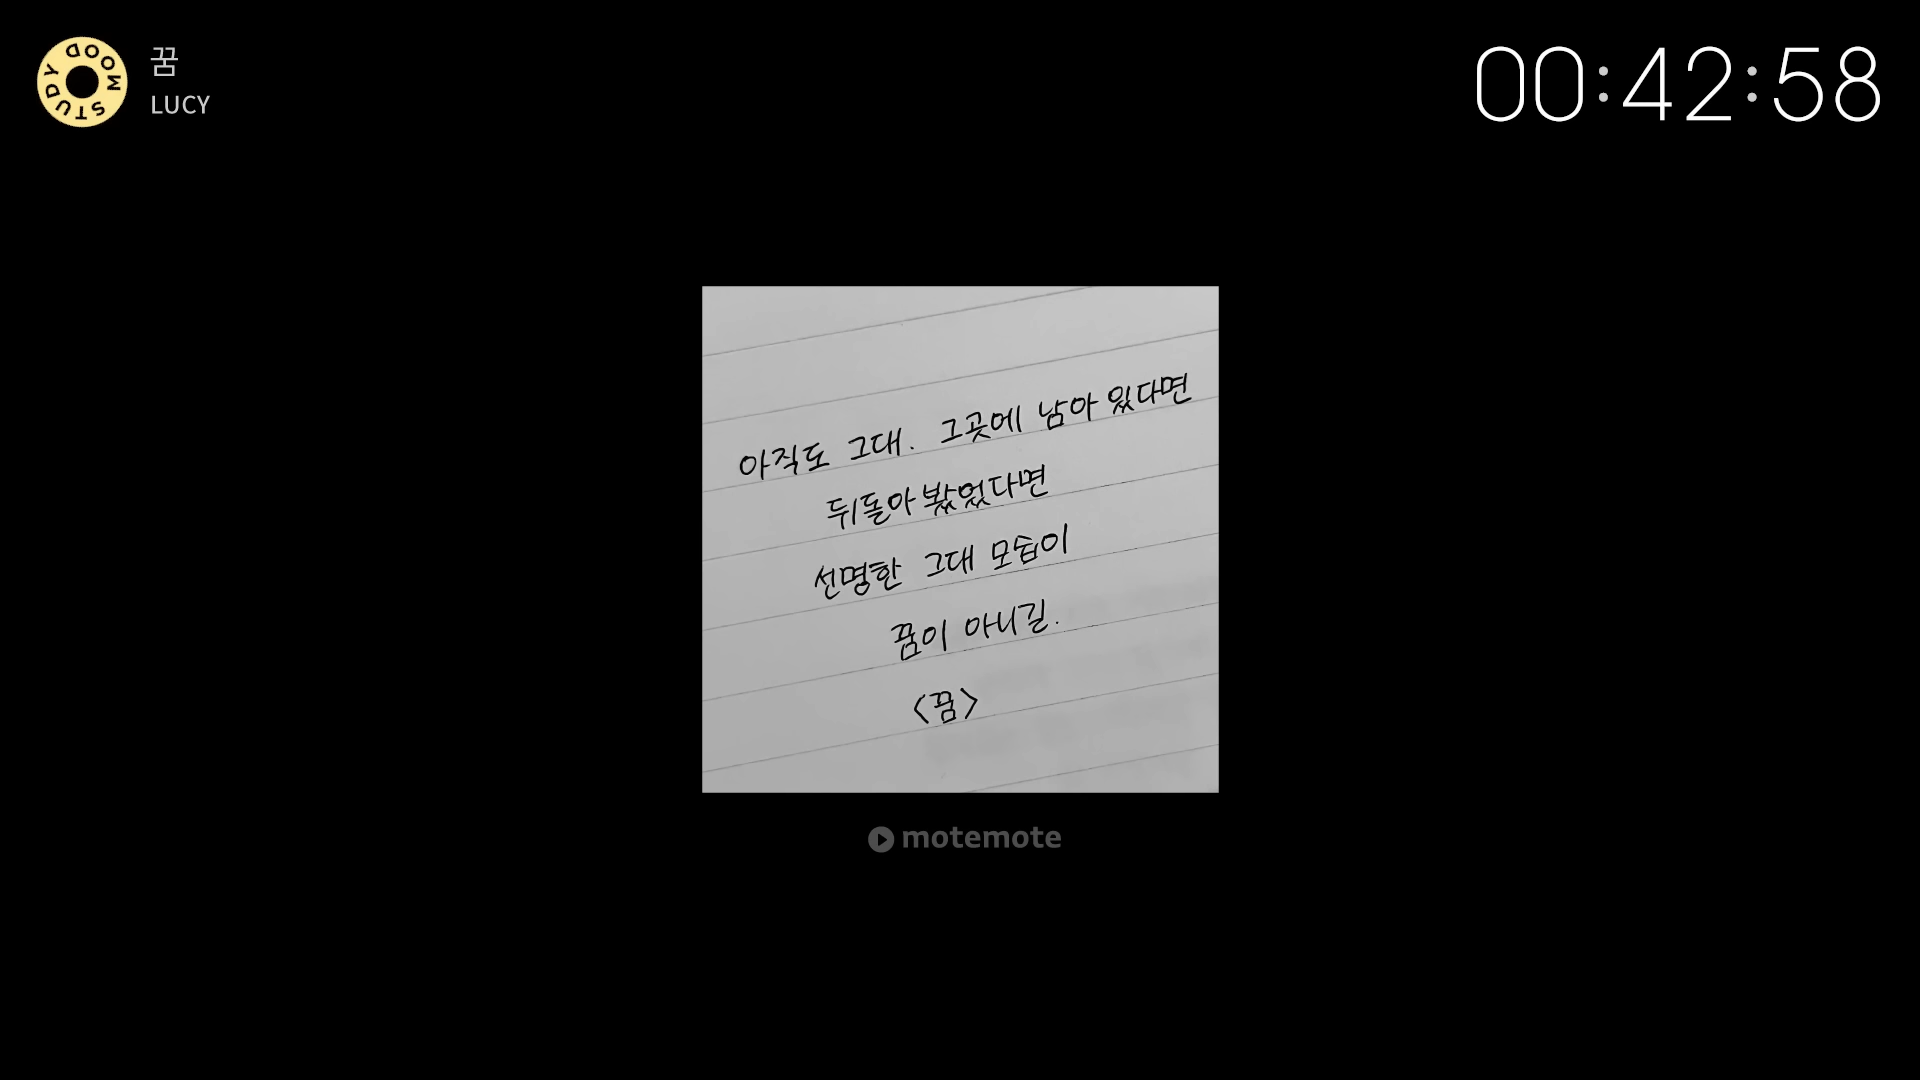 STUDY MOOD
꿈
LUCY
00:42:58
아직도 그대. 그곳에 남아 있다면
뒤돌아 봤었다면
선명한 그대 모습이
꿈이 아니길.
<꿈>
motemote